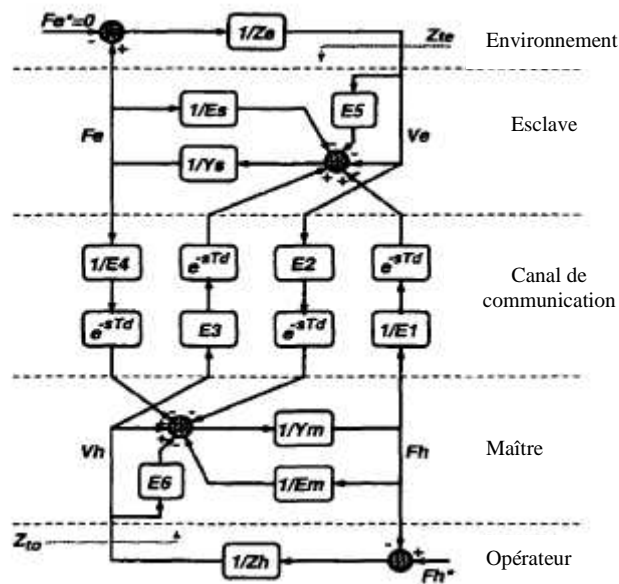 Fe*=0
1/Ze
Zte
Environnement
1/Es
E5
Fe
Ve
Esclave
1/Ys
1/E4
e-sTd
E2
e-sTd
Canal de
communication
e-sTd
E3
e-sTd
1/E1
Vh
1/Ym
Fh
Maître
E6
1/Em
Zto
1/Zh
Fh*
Opérateur